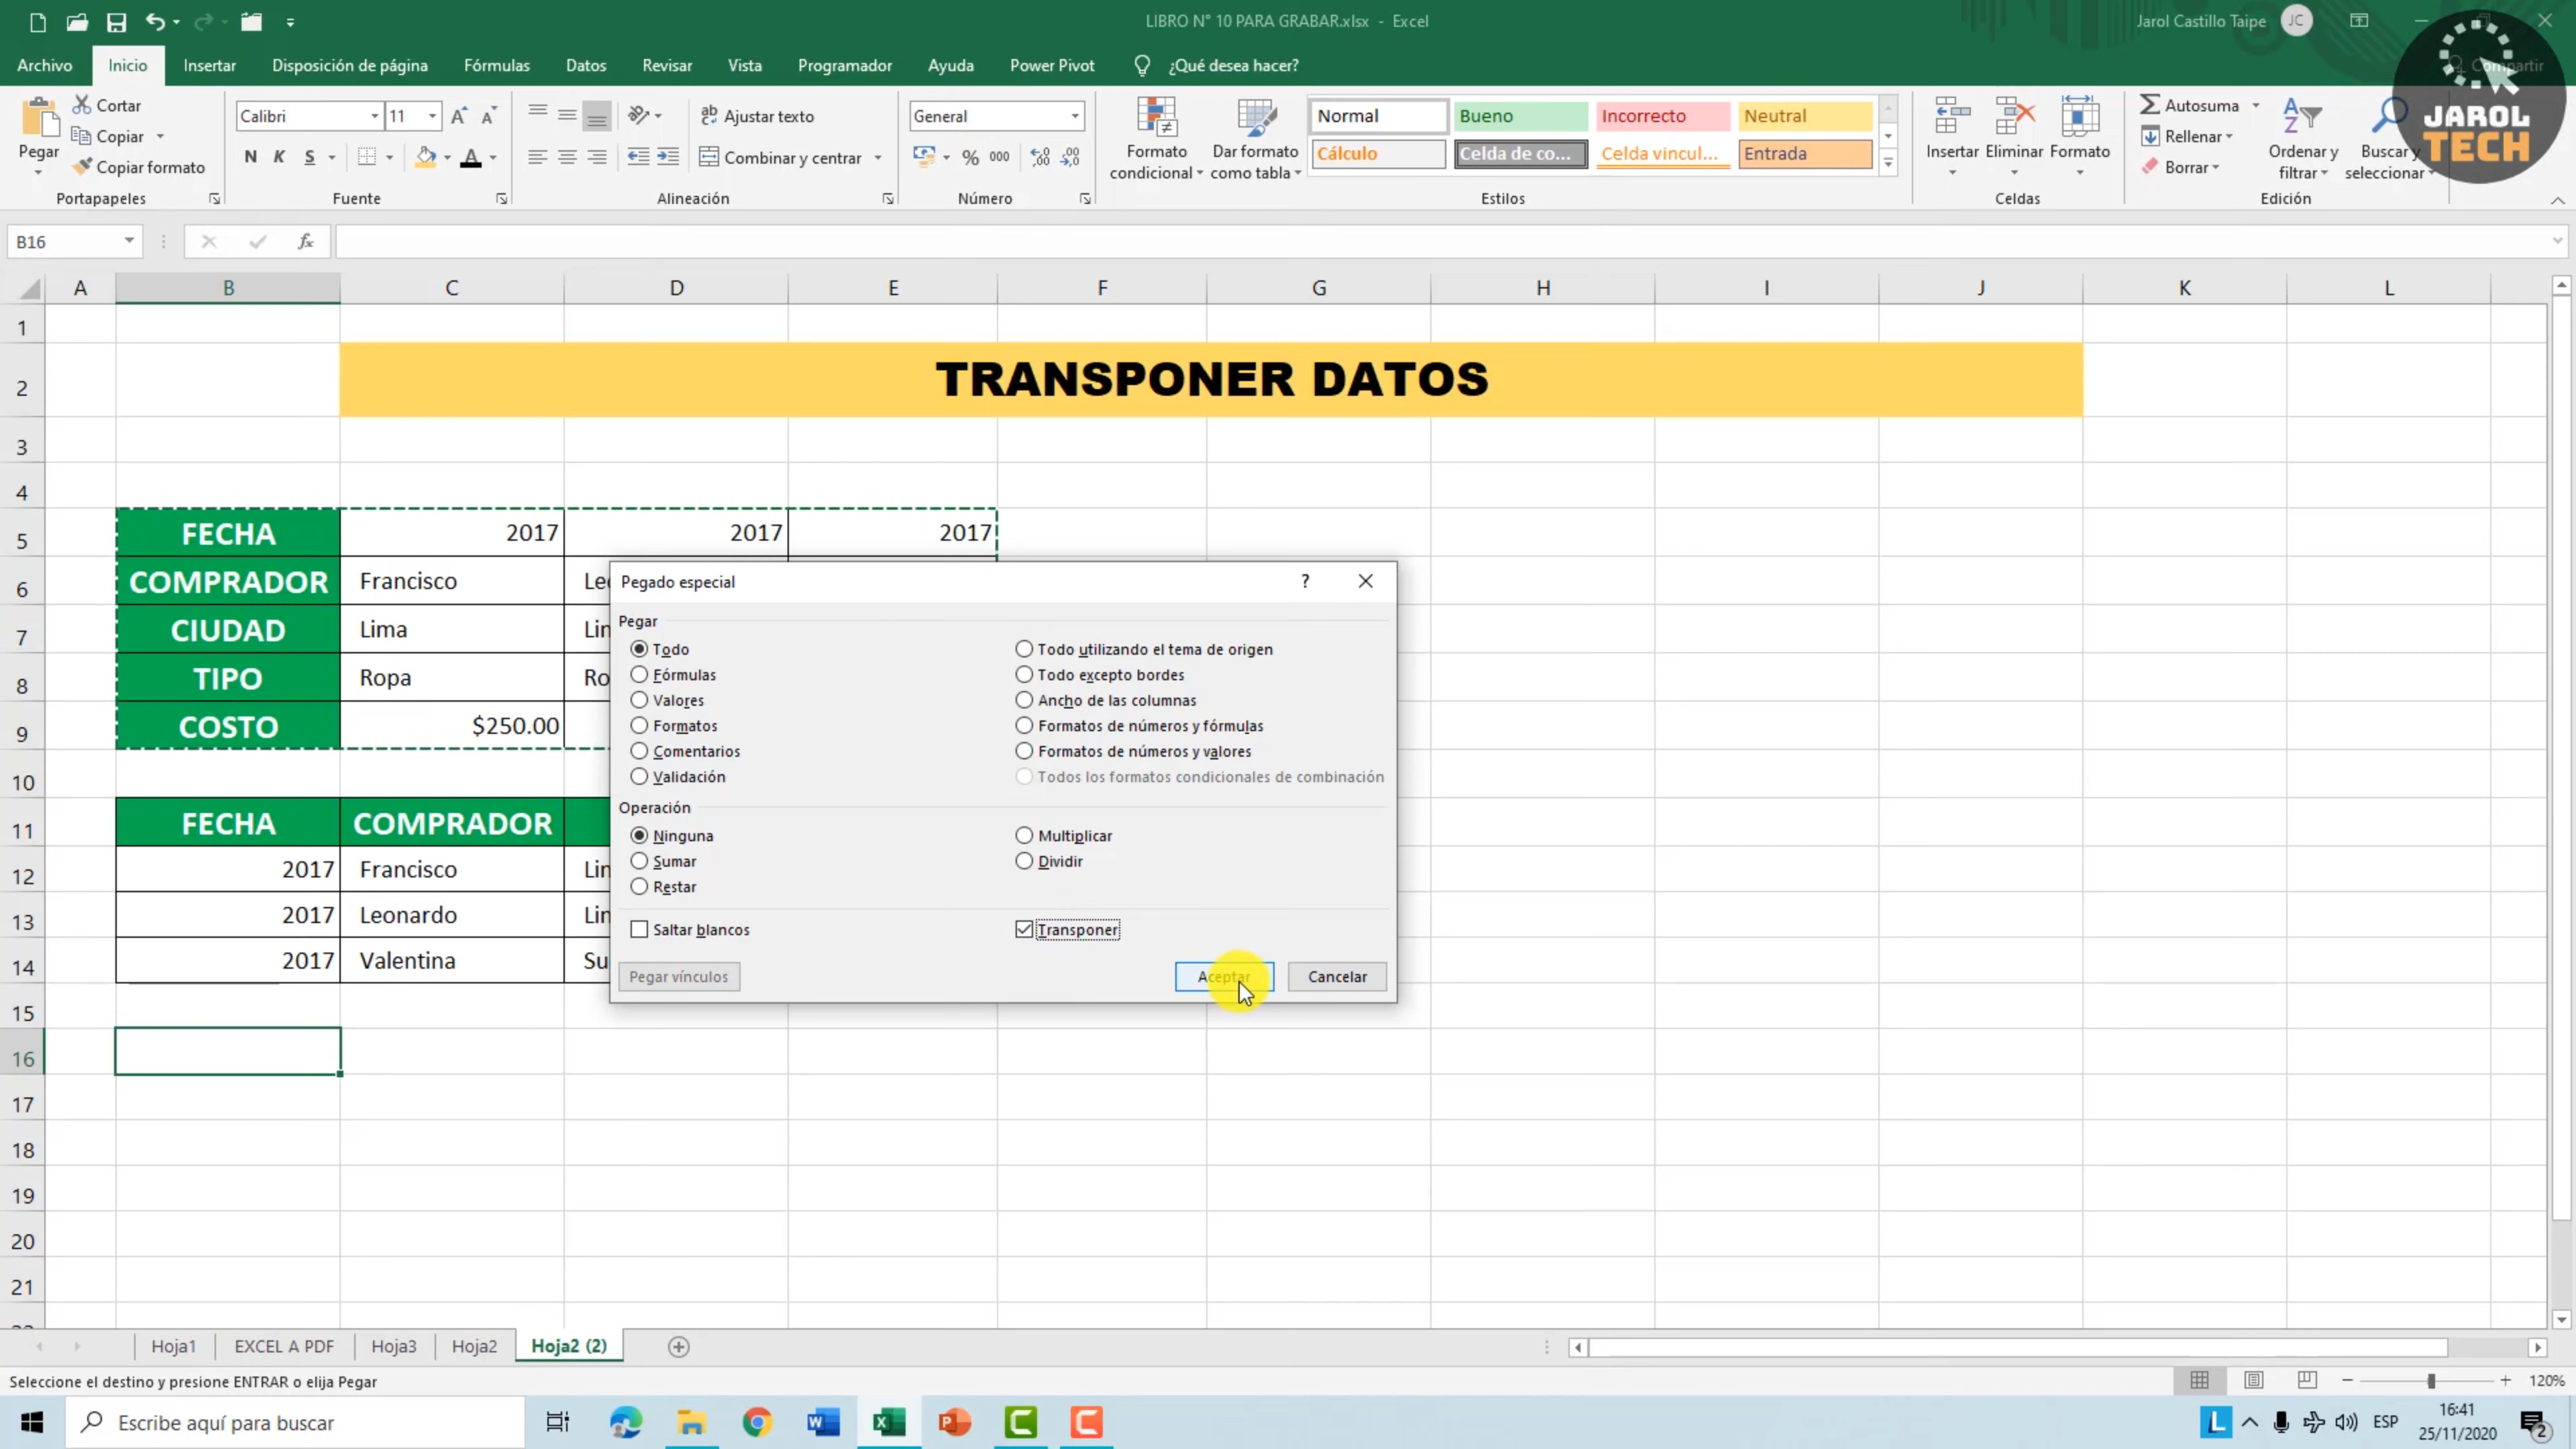 LIBRO N° 10 PARA GRABAR.xlsx - Excel
Jarol Castillo Taipe JC
Archivo Inicio Insertar Disposición de página Fórmulas Datos Revisar Vista Programador Ayuda Power Pivot ¿Qué desea hacer? Compartir
JAROL
TECH
Pegar
Cortar
Copiar
Copiar formato
Portapapeles
Calibri 11
N K S
Fuente
Ajustar texto
Combinar y centrar
Alineación
General
% 000
Número
Formato condicional
Dar formato como tabla
Normal Bueno Incorrecto Neutral
Cálculo Celda de co... Celda vincul... Entrada
Estilos
Insertar Eliminar Formato
Celdas
Autosuma
Rellenar
Borrar
Ordenar y filtrar
Buscar y seleccionar
Edición
B16 fx
A B C D E F G H I J K L
1
2 TRANSPONER DATOS
3
4
5 FECHA 2017 2017 2017
6 COMPRADOR Francisco
7 CIUDAD Lima
8 TIPO Ropa
9 COSTO $250.00
10
11 FECHA COMPRADOR
12 2017 Francisco
13 2017 Leonardo
14 2017 Valentina
15
16
17
18
19
20
21
Pegado especial ?
Pegar
Todo Todo utilizando el tema de origen
Fórmulas Todo excepto bordes
Valores Ancho de las columnas
Formatos Formatos de números y fórmulas
Comentarios Formatos de números y valores
Validación Todos los formatos condicionales de combinación
Operación
Ninguna Multiplicar
Sumar Dividir
Restar
Saltar blancos Transponer
Pegar vínculos Aceptar Cancelar
Hoja1 EXCEL A PDF Hoja3 Hoja2 Hoja2 (2)
Seleccione el destino y presione ENTRAR o elija Pegar
120%
Escribe aquí para buscar
ESP
16:41
25/11/2020
2